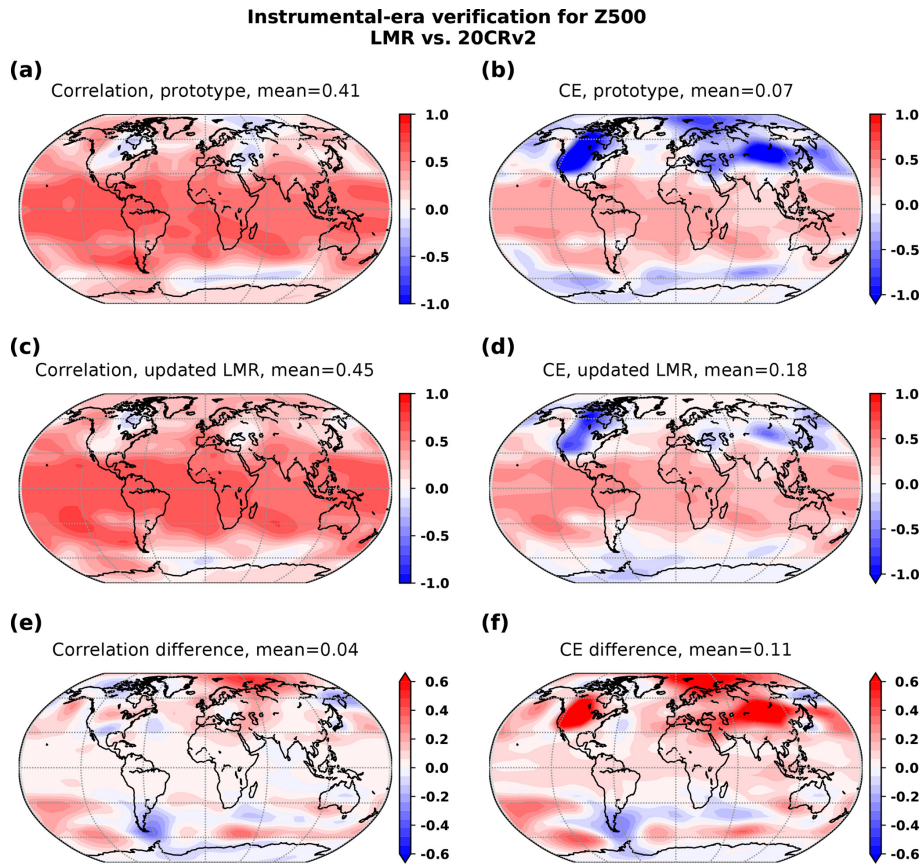 Instrumental-era verification for Z500
LMR vs. 20CRv2
(a)
Correlation, prototype, mean=0.41
1.0
0.5
0.0
-0.5
-1.0
(b)
CE, prototype, mean=0.07
1.0
0.5
0.0
-0.5
-1.0
(c)
Correlation, updated LMR, mean=0.45
1.0
0.5
0.0
-0.5
-1.0
(d)
CE, updated LMR, mean=0.18
1.0
0.5
0.0
-0.5
-1.0
(e)
Correlation difference, mean=0.04
0.6
0.4
0.2
0.0
-0.2
-0.4
-0.6
(f)
CE difference, mean=0.11
0.6
0.4
0.2
0.0
-0.2
-0.4
-0.6